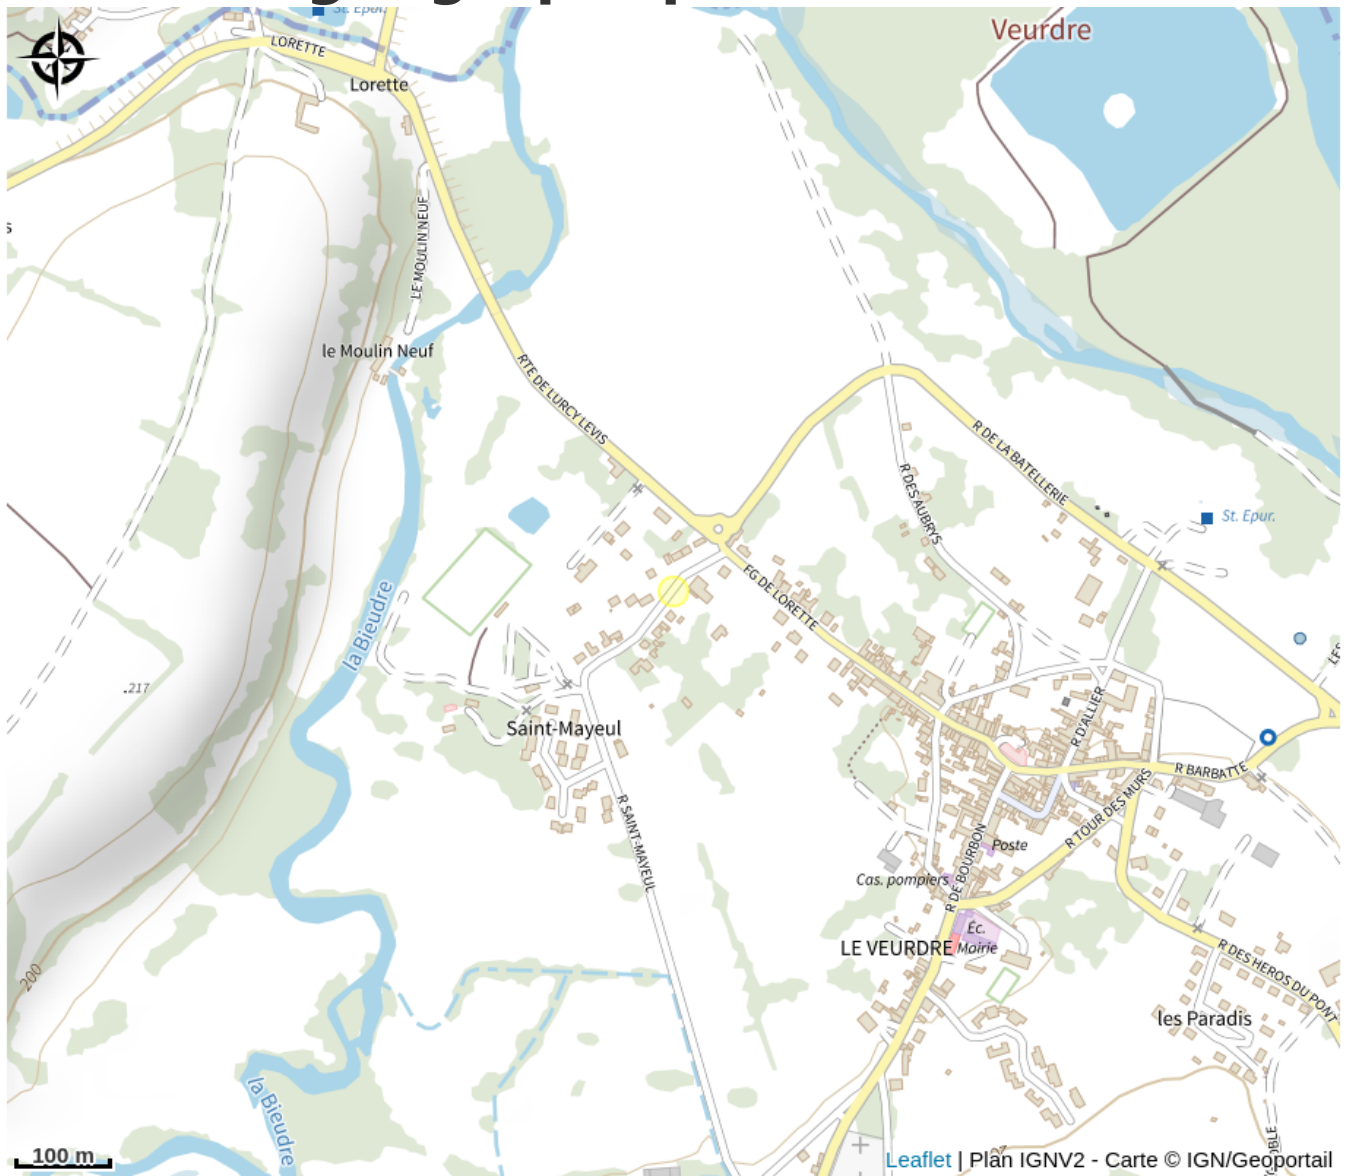 St. Epur.
Veurdre
LORETTE
Lorette
LE MOULIN NEUF
le Moulin Neuf
RTE DE LURCY LEVIS
R DE LA BATELLERIE
R DES AUBRYS
St. Epur.
FG DE LORETTE
la Bieudre
.217
Saint-Mayeul
R D'ALLIER
R BARBATTE
R TOUR DES MURS
R SAINT-MAYEUL
Poste
R DE BOURBON
Cas. pompiers
Éc.
LE VEURDRE
Mairie
R DES HEROS DU PONT
200
les Paradis
la Bieudre
100 m
Leaflet | Plan IGNV2 - Carte © IGN/Geoportail